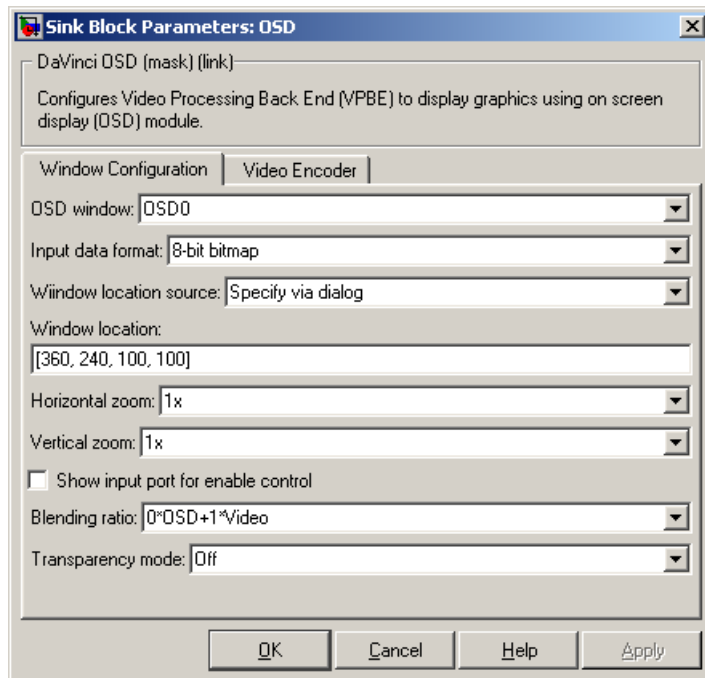 Sink Block Parameters: OSD
DaVinci OSD (mask) (link)
Configures Video Processing Back End (VPBE) to display graphics using on screen
display (OSD) module.
Window Configuration
Video Encoder
OSD window: OSD0
Input data format: 8-bit bitmap
Wiindow location source: Specify via dialog
Window location:
[360, 240, 100, 100]
Horizontal zoom: 1x
Vertical zoom: 1x
Show input port for enable control
Blending ratio: 0*OSD+1*Video
Transparency mode: Off
OK Cancel Help Apply